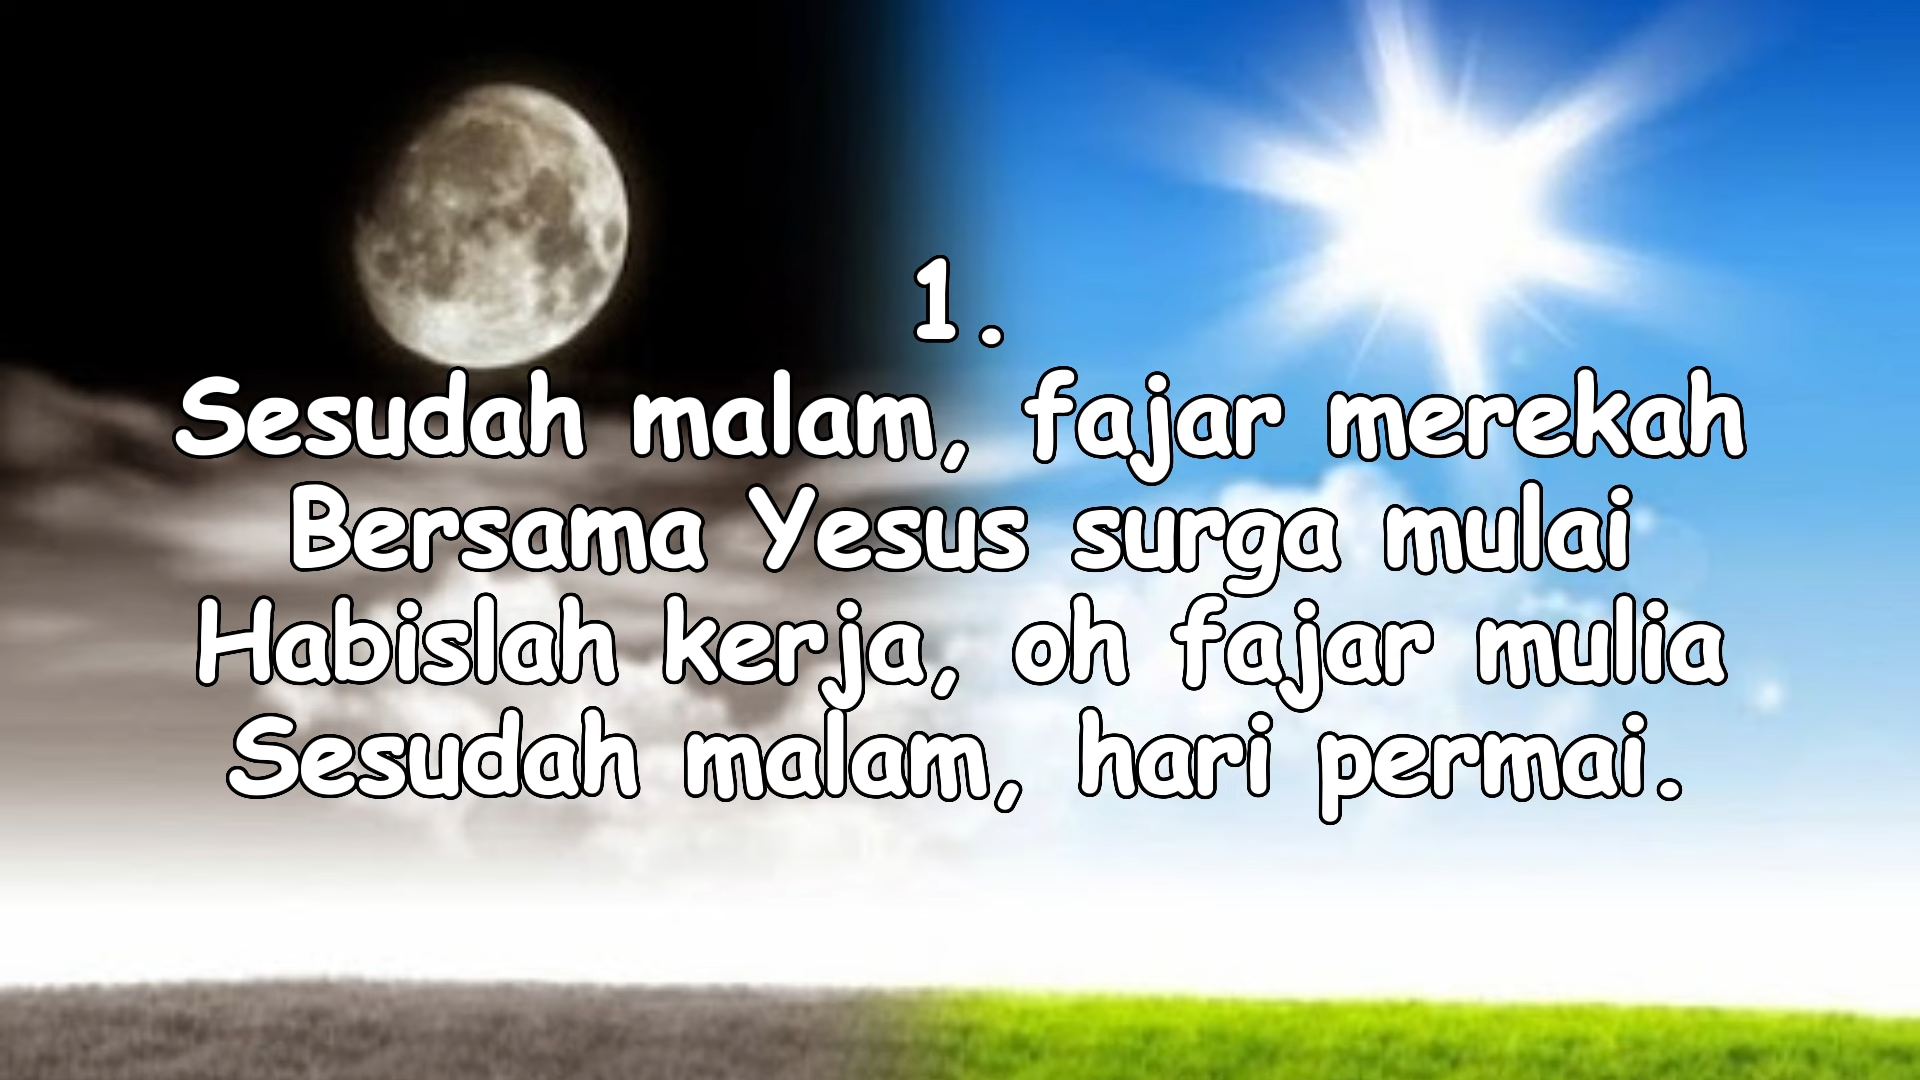 1.
Sesudah malam, fajar merekah
Bersama Yesus surga mulai
Habislah kerja, oh fajar mulia
Sesudah malam, hari permai.